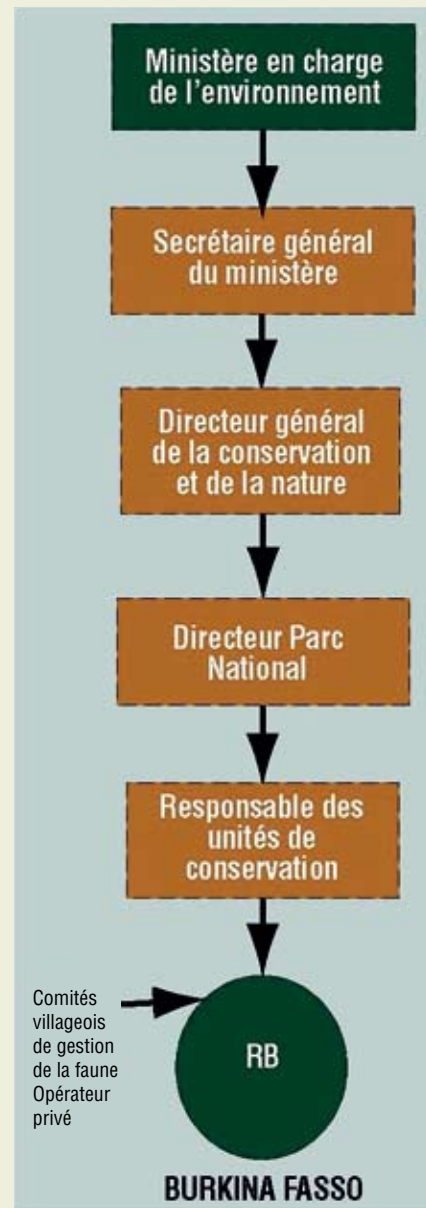 Ministère en charge
de l'environnement
Secrétaire général
du ministère
Directeur général
de la conservation
et de la nature
Directeur Parc
National
Responsable des
unités de
conservation
Comités
villageois
de gestion
de la faune
Opérateur
privé
RB
BURKINA FASSO